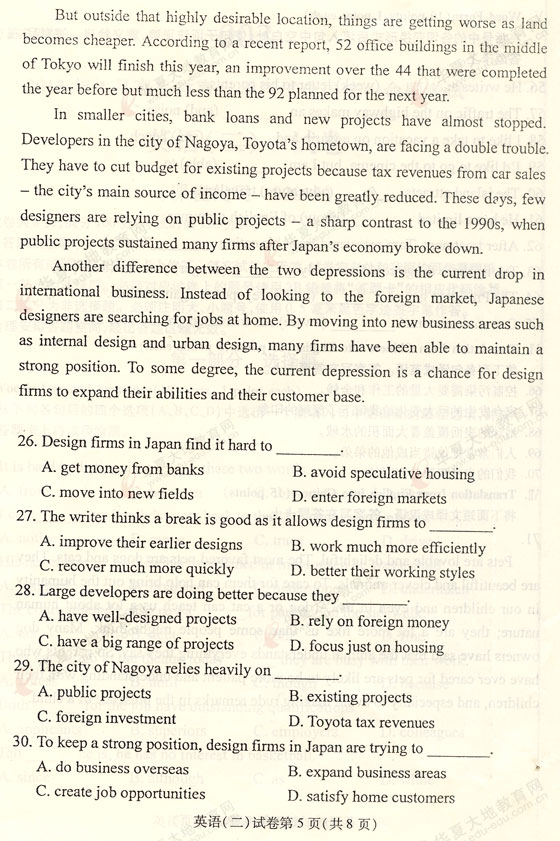 But outside that highly desirable location, things are getting worse as land
becomes cheaper. According to a recent report, 52 office buildings in the middle
of Tokyo will finish this year, an improvement over the 44 that were completed
the year before but much less than the 92 planned for the next year.
In smaller cities, bank loans and new projects have almost stopped.
Developers in the city of Nagoya, Toyota's hometown, are facing a double trouble.
They have to cut budget for existing projects because tax revenues from car sales
– the city's main source of income – have been greatly reduced. These days, few
designers are relying on public projects – a sharp contrast to the 1990s, when
public projects sustained many firms after Japan's economy broke down.
Another difference between the two depressions is the current drop in
international business. Instead of looking to the foreign market, Japanese
designers are searching for jobs at home. By moving into new business areas such
as internal design and urban design, many firms have been able to maintain a
strong position. To some degree, the current depression is a chance for design
firms to expand their abilities and their customer base.
26. Design firms in Japan find it hard to ________.
A. get money from banks B. avoid speculative housing
C. move into new fields D. enter foreign markets
27. The writer thinks a break is good as it allows design firms to ________.
A. improve their earlier designs B. work much more efficiently
C. recover much more quickly D. better their working styles
28. Large developers are doing better because they ________.
A. have well-designed projects B. rely on foreign money
C. have a big range of projects D. focus just on housing
29. The city of Nagoya relies heavily on ________.
A. public projects B. existing projects
C. foreign investment D. Toyota tax revenues
30. To keep a strong position, design firms in Japan are trying to ________.
A. do business overseas B. expand business areas
C. create job opportunities D. satisfy home customers
英语(二)试卷第 5 页(共 8 页)